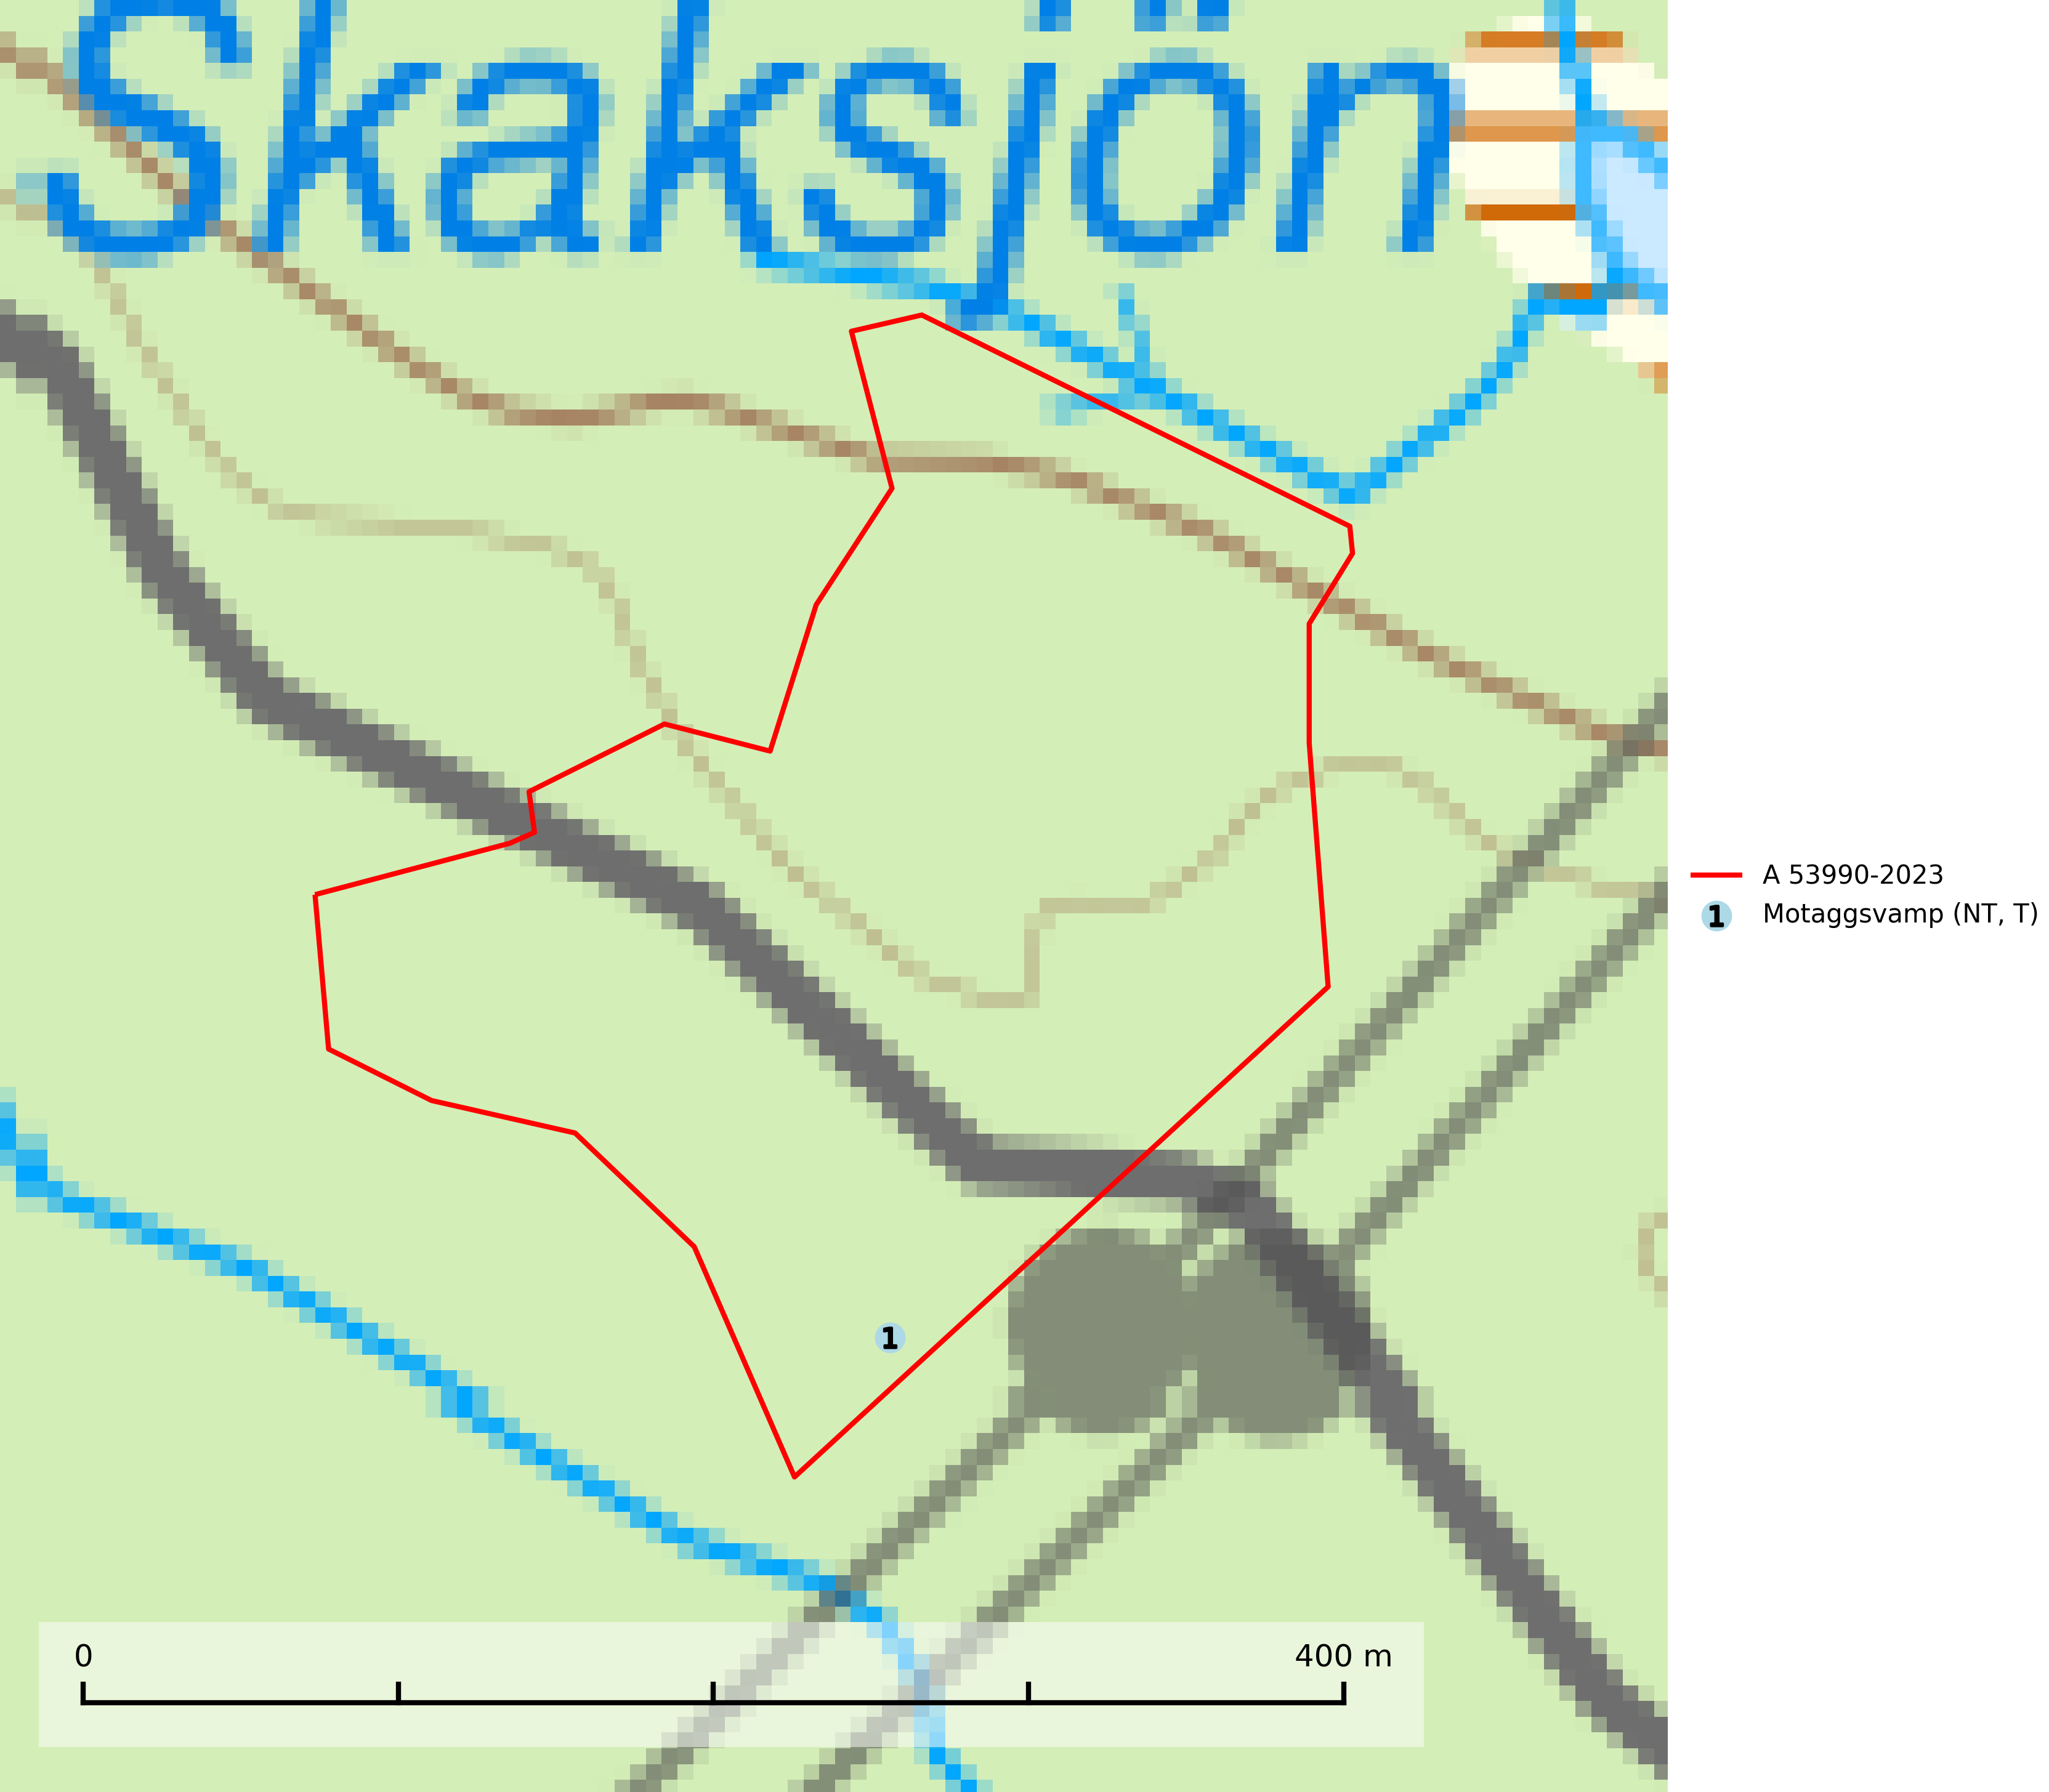 Skaksjön
A 53990-2023
1 Motaggsvamp (NT, T)
1
0 400 m